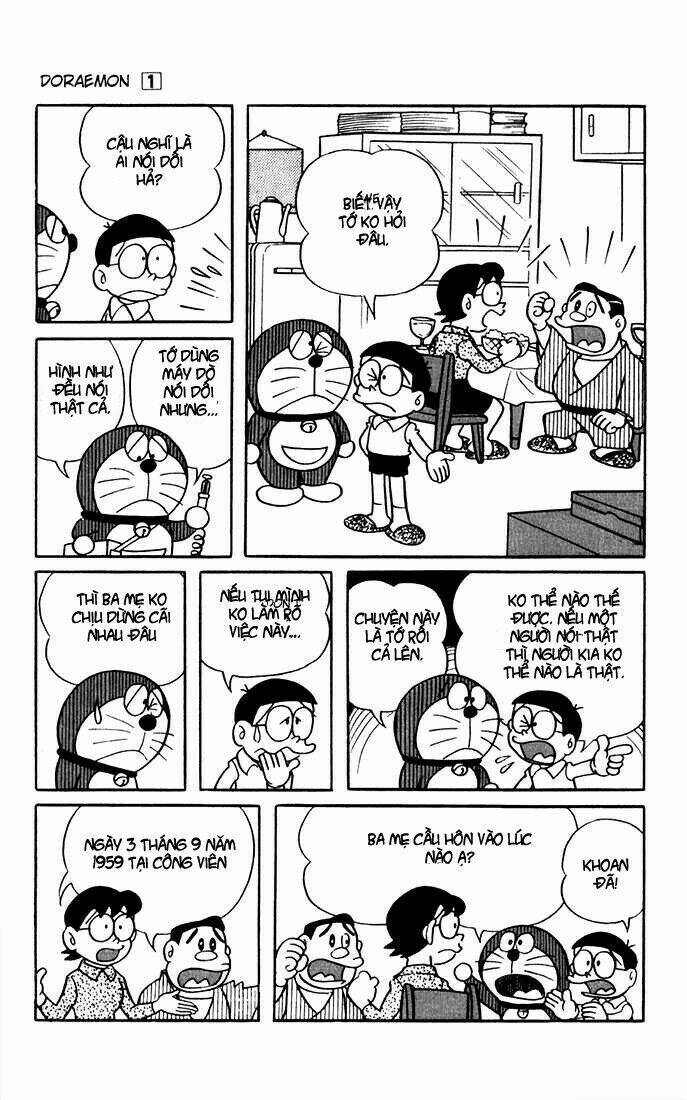 DORAEMON 1
BIẾT VẬY
TỚ KO HỎI
ĐÂU.
CẬU NGHĨ LÀ
AI NÓI DỐI
HẢ?
TỚ DÙNG
MÁY DÒ
NÓI DỐI
NHƯNG...
HÌNH NHƯ
ĐỀU NÓI
THẬT CẢ.
KO THỂ NÀO THẾ
ĐƯỢC. NẾU MỘT
NGƯỜI NÓI THẬT
THÌ NGƯỜI KIA KO
THỂ NÀO LÀ THẬT.
CHUYỆN NÀY
LÀ TỚ RỐI
CẢ LÊN.
NẾU TỤI MÌNH
KO LÀM RÕ
VIỆC NÀY...
THÌ BA MẸ KO
CHỊU DỪNG CÃI
NHAU ĐÂU
KHOAN
ĐÃ!
BA MẸ CẦU HÔN VÀO LÚC
NÀO Ạ?
NGÀY 3 THÁNG 9 NĂM
1959 TẠI CÔNG VIÊN